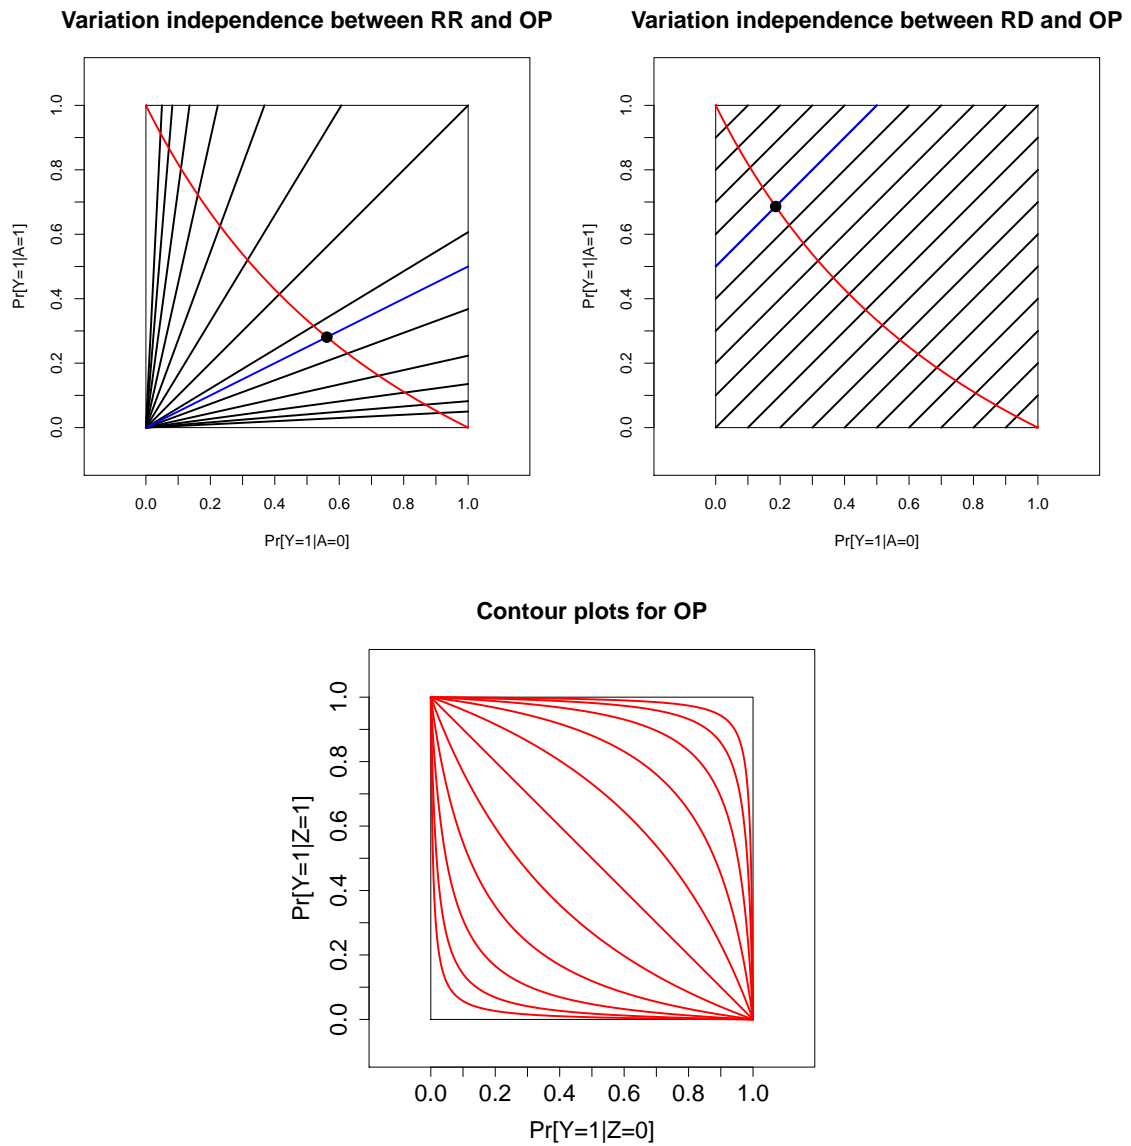 Variation independence between RR and OP
Pr[Y=1|A=1]
1.0
0.8
0.6
0.4
0.2
0.0
0.0 0.2 0.4 0.6 0.8 1.0
Pr[Y=1|A=0]
Variation independence between RD and OP
Pr[Y=1|A=1]
1.0
0.8
0.6
0.4
0.2
0.0
0.0 0.2 0.4 0.6 0.8 1.0
Pr[Y=1|A=0]
Contour plots for OP
Pr[Y=1|Z=1]
1.0
0.8
0.6
0.4
0.2
0.0
0.0 0.2 0.4 0.6 0.8 1.0
Pr[Y=1|Z=0]